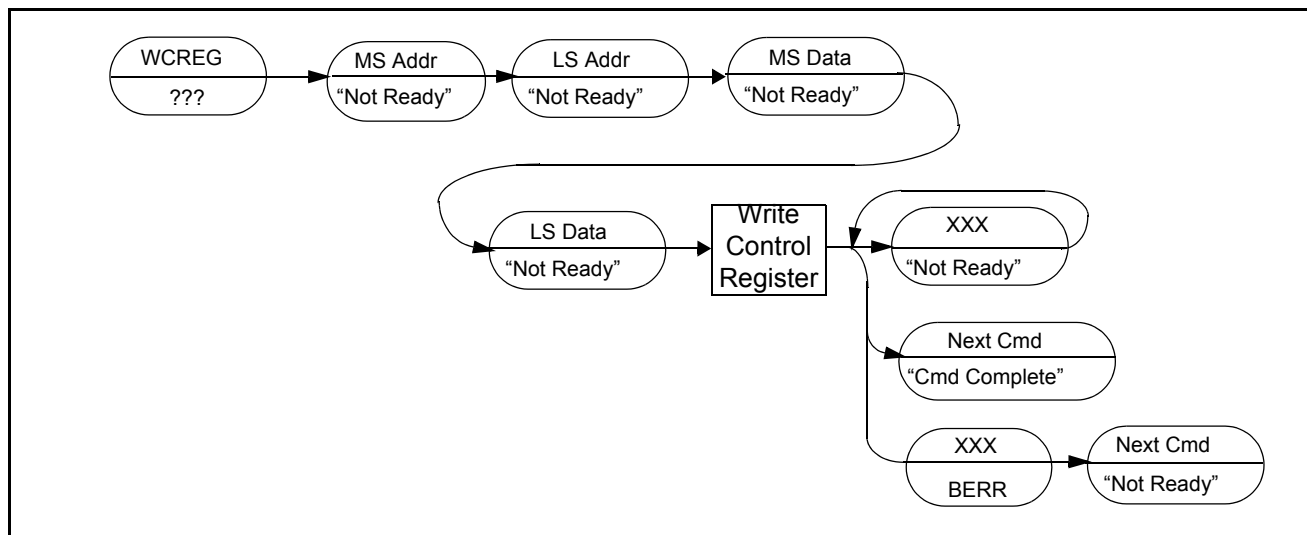 WCREG
???
MS Addr
“Not Ready”
LS Addr
“Not Ready”
MS Data
“Not Ready”
LS Data
“Not Ready”
Write
Control
Register
XXX
“Not Ready”
Next Cmd
“Cmd Complete”
XXX
BERR
Next Cmd
“Not Ready”